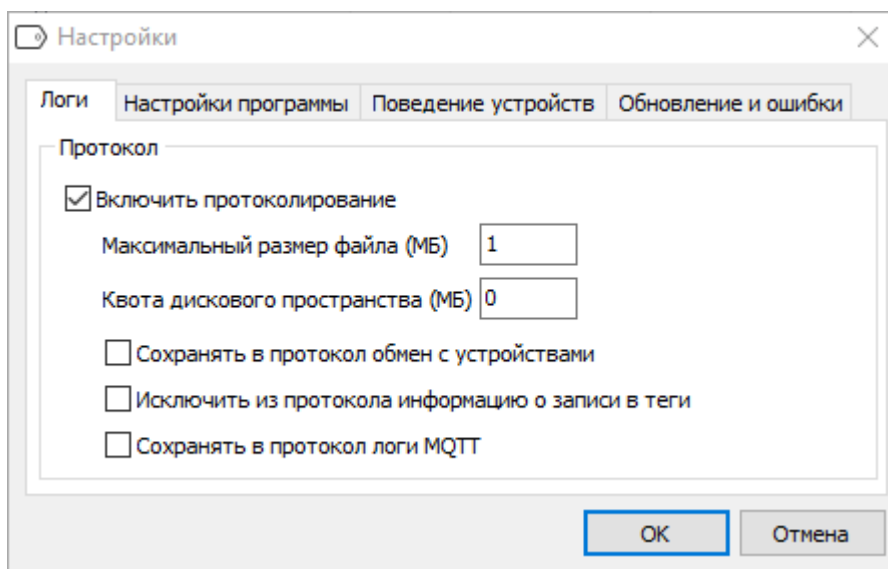 Настройки
Логи Настройки программы Поведение устройств Обновление и ошибки
Протокол
Включить протоколирование
Максимальный размер файла (МБ) 1
Квота дискового пространства (МБ) 0
Сохранять в протокол обмен с устройствами
Исключить из протокола информацию о записи в теги
Сохранять в протокол логи MQTT
OK Отмена